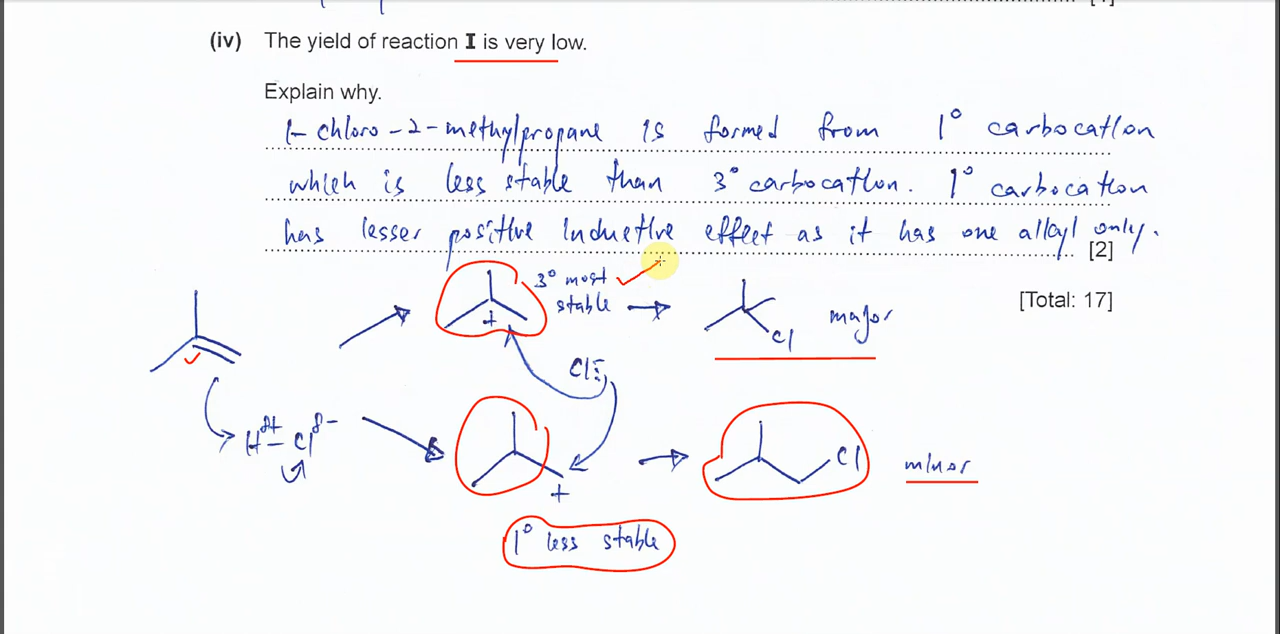 (iv) The yield of reaction I is very low.
Explain why.
1-chloro-2-methylpropane is formed from 1° carbocation
which is less stable than 3° carbocation. 1° carbocation
has lesser positive inductive effect as it has one alkyl only.
[2]
3° most
stable
[Total: 17]
Cl
major
+
Cl:⁻
Hδ+–Clδ-
+
Cl
minor
1° less stable